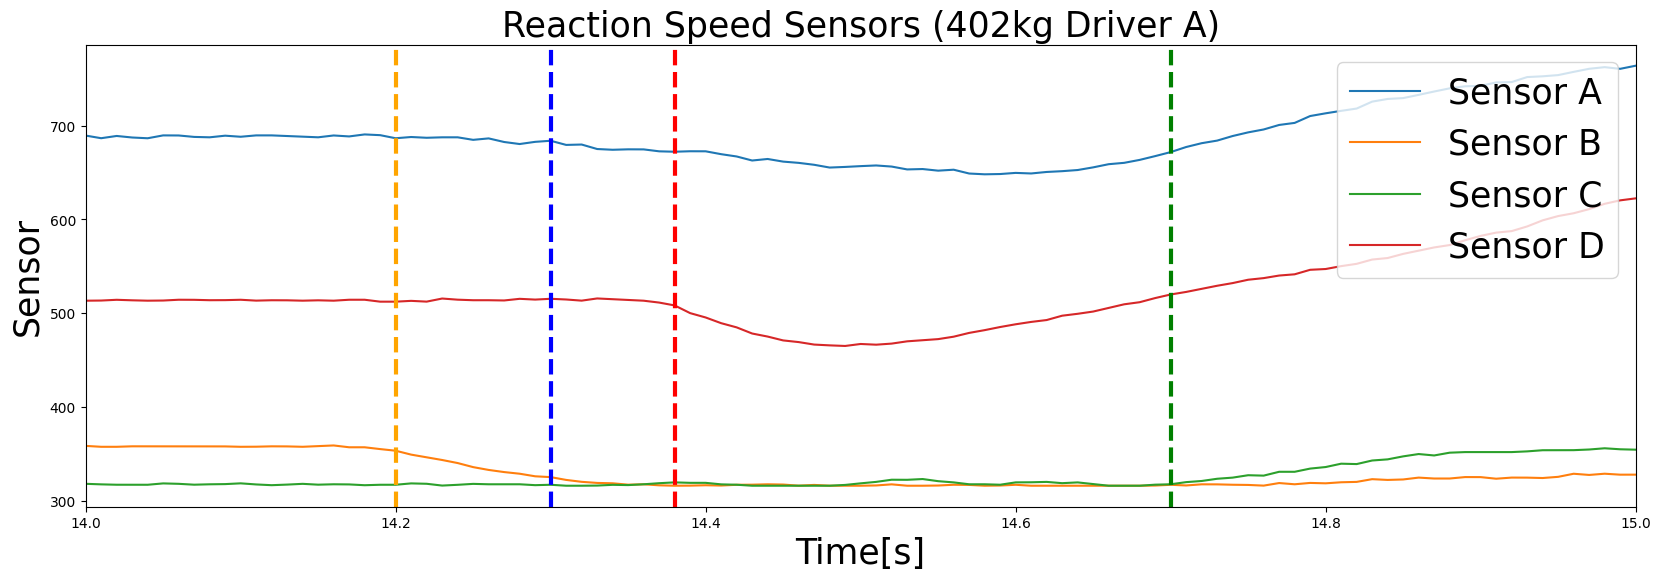 Reaction Speed Sensors (402kg Driver A)
Sensor A
Sensor B
Sensor C
Sensor D
Sensor
700
600
500
400
300
14.0
14.2
14.4
14.6
14.8
15.0
Time[s]